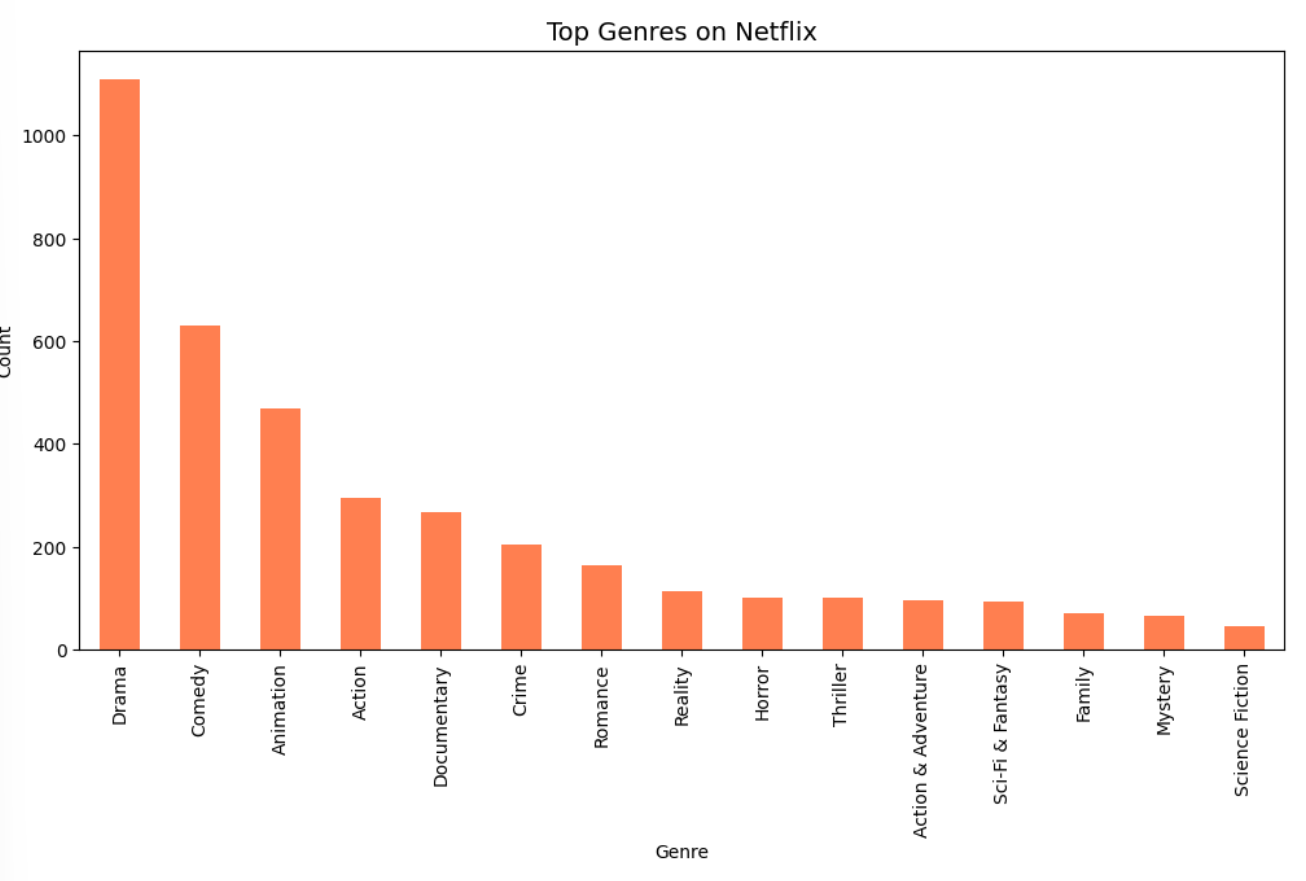 Top Genres on Netflix
Count
1000
800
600
400
200
0
Drama
Comedy
Animation
Action
Documentary
Crime
Romance
Reality
Horror
Thriller
Action & Adventure
Sci-Fi & Fantasy
Family
Mystery
Science Fiction
Genre